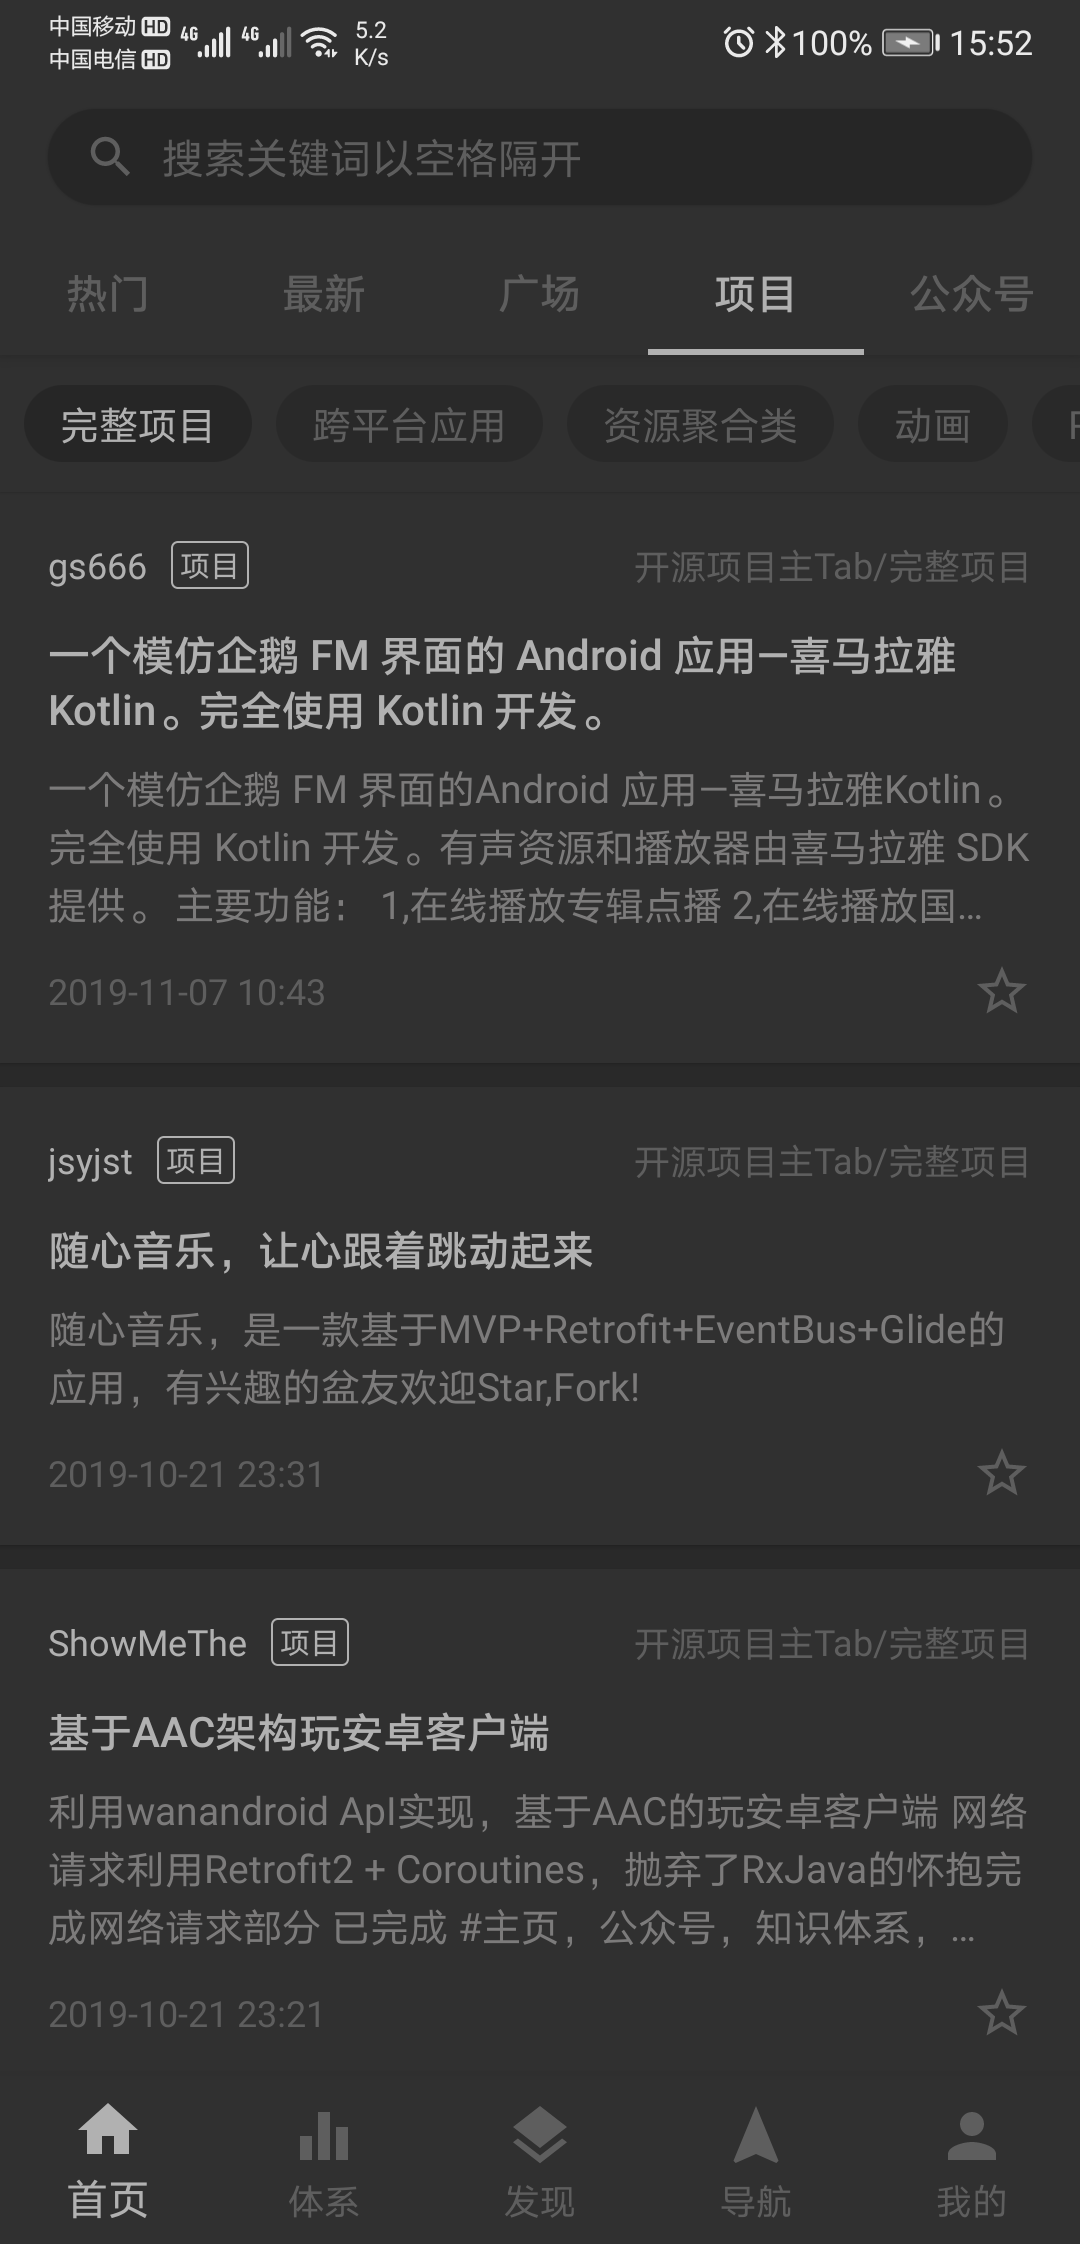 中国移动 HD 4G 4G 5.2 100% 15:52
中国电信 HD K/s
搜索关键词以空格隔开
热门 最新 广场 项目 公众号
完整项目 跨平台应用 资源聚合类 动画
gs666 项目 开源项目主Tab/完整项目
一个模仿企鹅 FM 界面的 Android 应用—喜马拉雅
Kotlin。完全使用 Kotlin 开发。
一个模仿企鹅 FM 界面的Android 应用—喜马拉雅Kotlin。
完全使用 Kotlin 开发。有声资源和播放器由喜马拉雅 SDK
提供。 主要功能： 1,在线播放专辑点播 2,在线播放国...
2019-11-07 10:43
jsyjst 项目 开源项目主Tab/完整项目
随心音乐，让心跟着跳动起来
随心音乐，是一款基于MVP+Retrofit+EventBus+Glide的
应用，有兴趣的盆友欢迎Star,Fork!
2019-10-21 23:31
ShowMeThe 项目 开源项目主Tab/完整项目
基于AAC架构玩安卓客户端
利用wanandroid ApI实现，基于AAC的玩安卓客户端 网络
请求利用Retrofit2 + Coroutines，抛弃了RxJava的怀抱完
成网络请求部分 已完成 #主页，公众号，知识体系，...
2019-10-21 23:21
首页 体系 发现 导航 我的